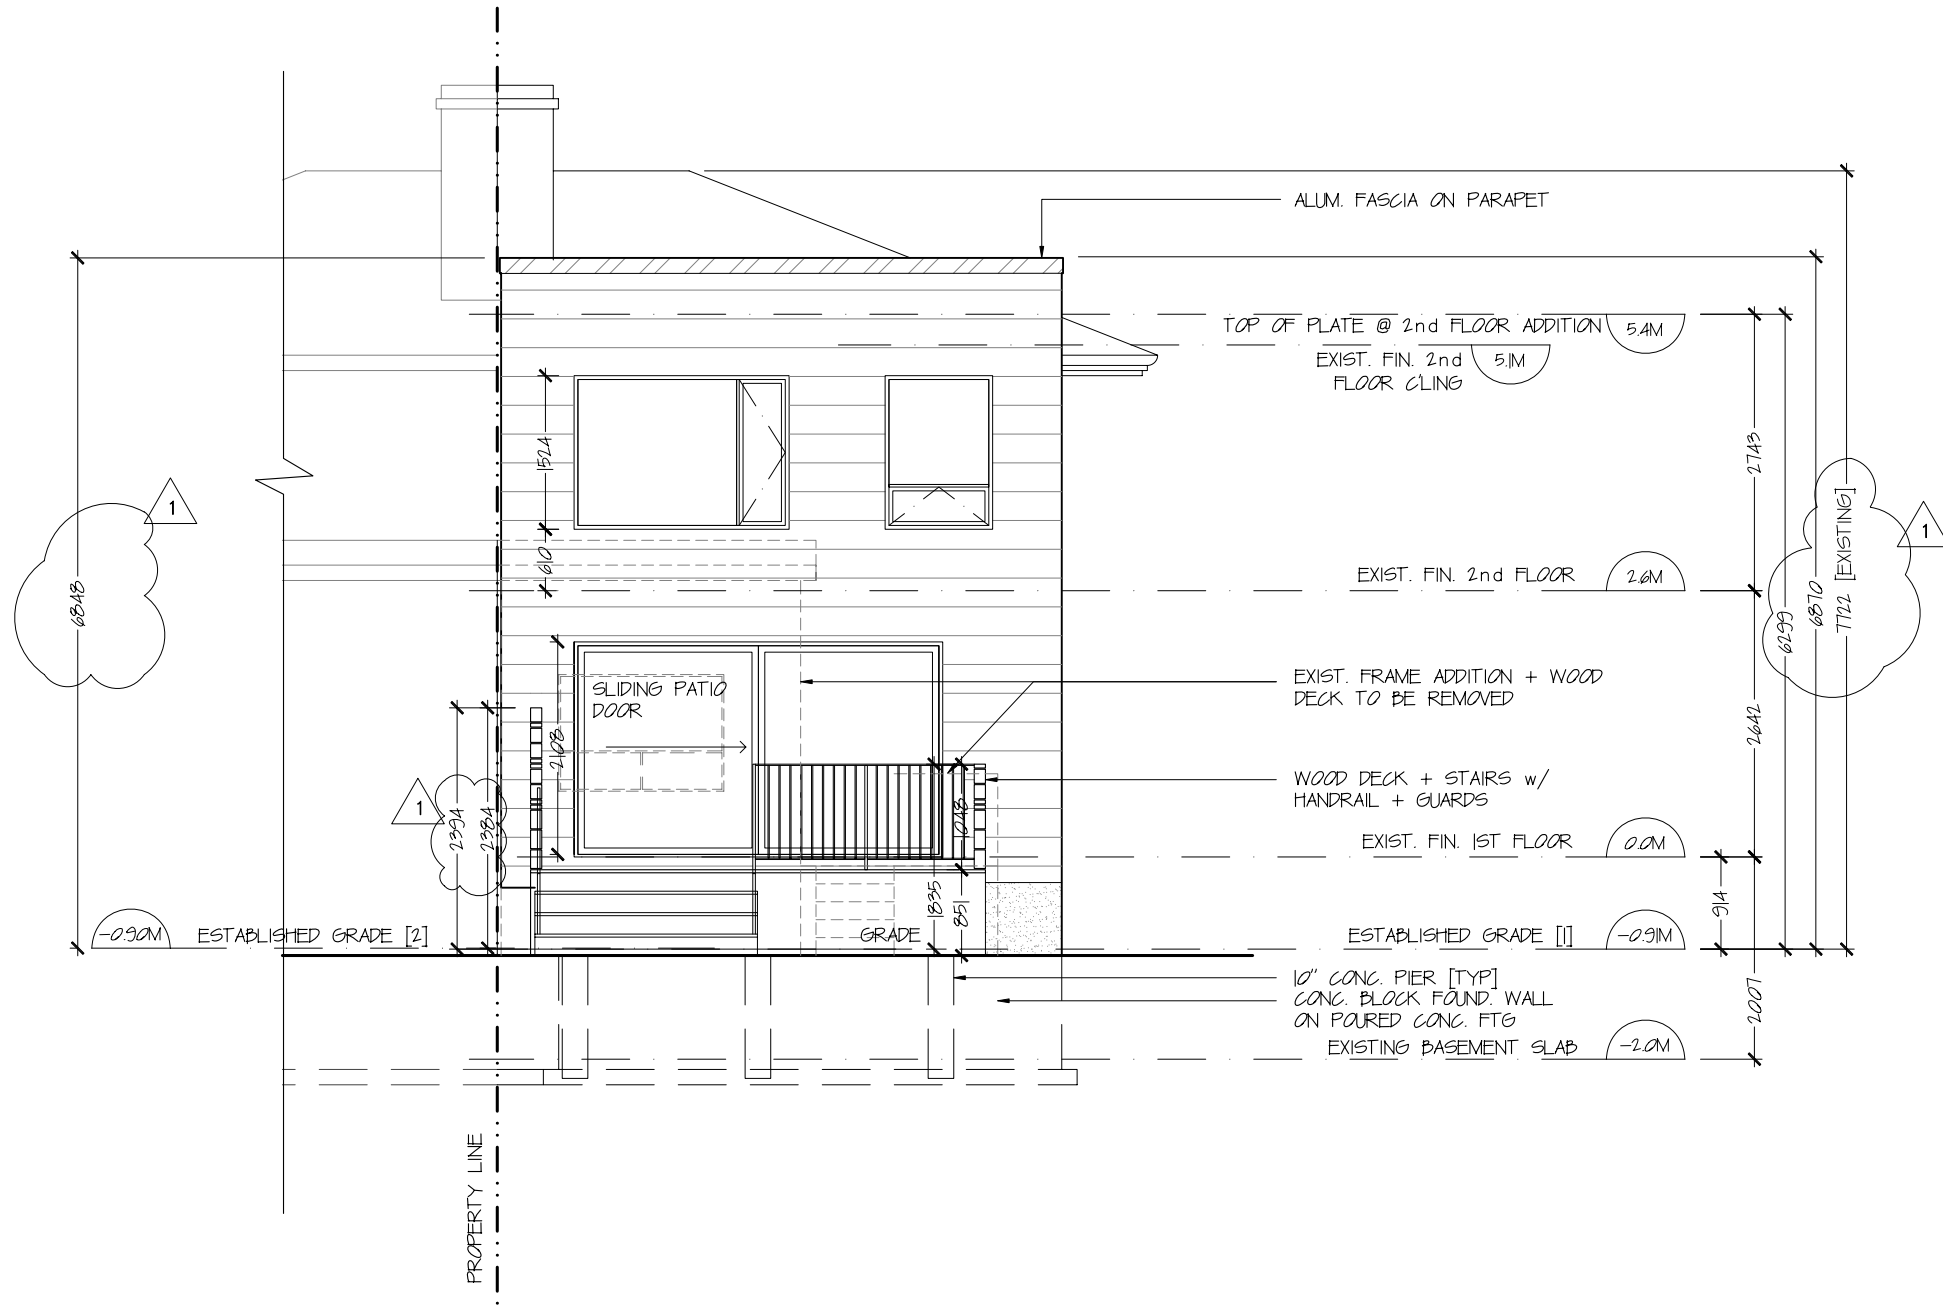 ALUM. FASCIA ON PARAPET
TOP OF PLATE @ 2nd FLOOR ADDITION
5.4M
EXIST. FIN. 2nd
FLOOR C'LING
5.1M
1524
2743
1
1
7722 [EXISTING]
610
EXIST. FIN. 2nd FLOOR
2.6M
6848
6870
6299
EXIST. FRAME ADDITION + WOOD
DECK TO BE REMOVED
SLIDING PATIO
DOOR
2108
2642
WOOD DECK + STAIRS w/
HANDRAIL + GUARDS
1
2394
2384
1048
EXIST. FIN. 1ST FLOOR
0.0M
1835
851
914
-0.90M
ESTABLISHED GRADE [2]
GRADE
ESTABLISHED GRADE [1]
-0.91M
10" CONC. PIER [TYP]
CONC. BLOCK FOUND. WALL
ON POURED CONC. FTG
2007
EXISTING BASEMENT SLAB
-2.0M
PROPERTY LINE